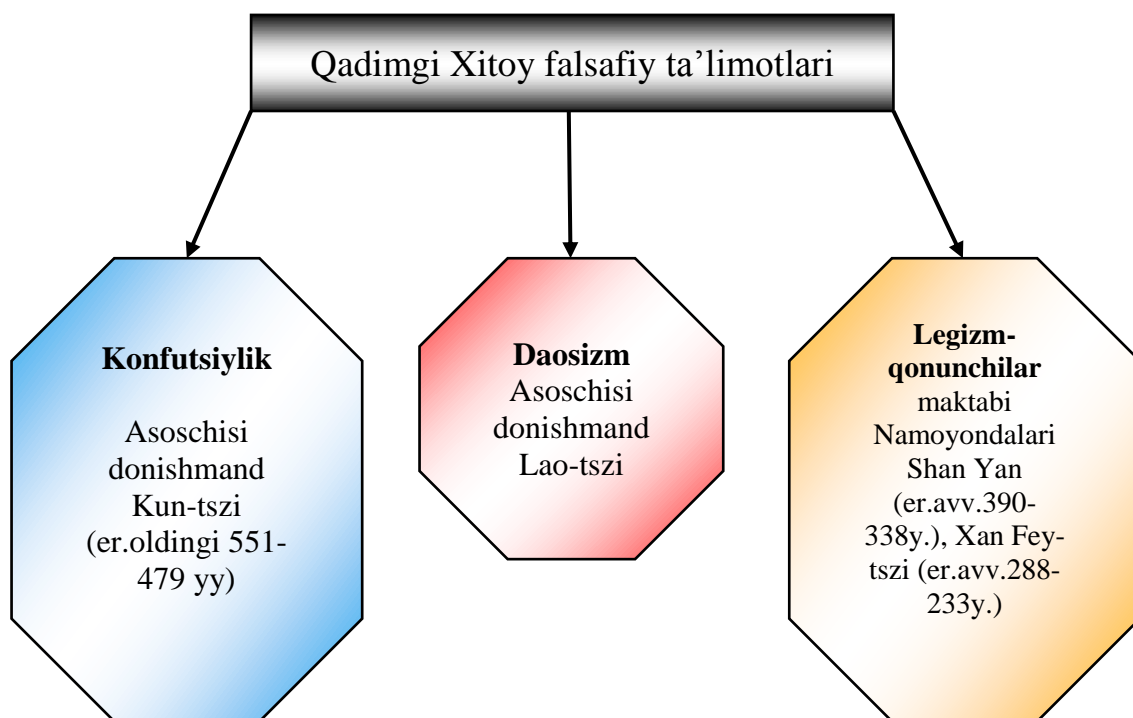 Qadimgi Xitoy falsafiy ta’limotlari
Konfutsiylik
Asoschisi
donishmand
Kun-tszi
(er.oldingi 551-
479 yy)
Daosizm
Asoschisi
donishmand
Lao-tszi
Legizm-
qonunchilar
maktabi
Namoyondalari
Shan Yan
(er.avv.390-
338y.), Xan Fey-
tszi (er.avv.288-
233y.)